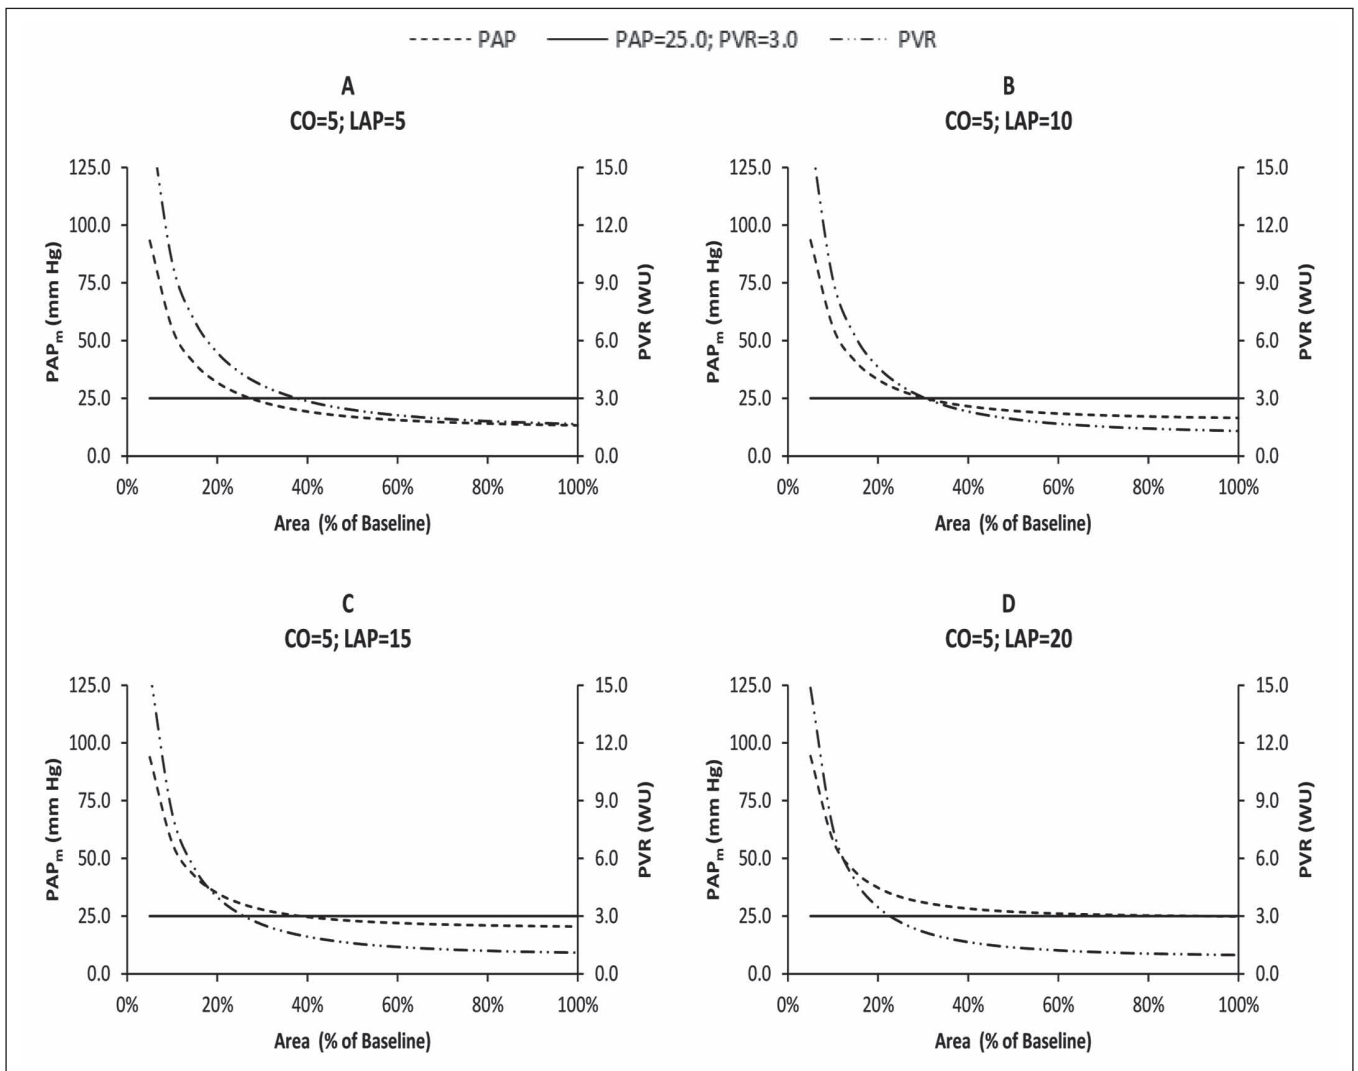 PAP PAP=25.0; PVR=3.0 PVR
A
CO=5; LAP=5
125.0
100.0
75.0
50.0
25.0
0.0
PAPm (mm Hg)
15.0
12.0
9.0
6.0
3.0
0.0
PVR (WU)
0% 20% 40% 60% 80% 100%
Area (% of Baseline)
B
CO=5; LAP=10
125.0
100.0
75.0
50.0
25.0
0.0
PAPm (mm Hg)
15.0
12.0
9.0
6.0
3.0
0.0
PVR (WU)
0% 20% 40% 60% 80% 100%
Area (% of Baseline)
C
CO=5; LAP=15
125.0
100.0
75.0
50.0
25.0
0.0
PAPm (mm Hg)
15.0
12.0
9.0
6.0
3.0
0.0
PVR (WU)
0% 20% 40% 60% 80% 100%
Area (% of Baseline)
D
CO=5; LAP=20
125.0
100.0
75.0
50.0
25.0
0.0
PAPm (mm Hg)
15.0
12.0
9.0
6.0
3.0
0.0
PVR (WU)
0% 20% 40% 60% 80% 100%
Area (% of Baseline)